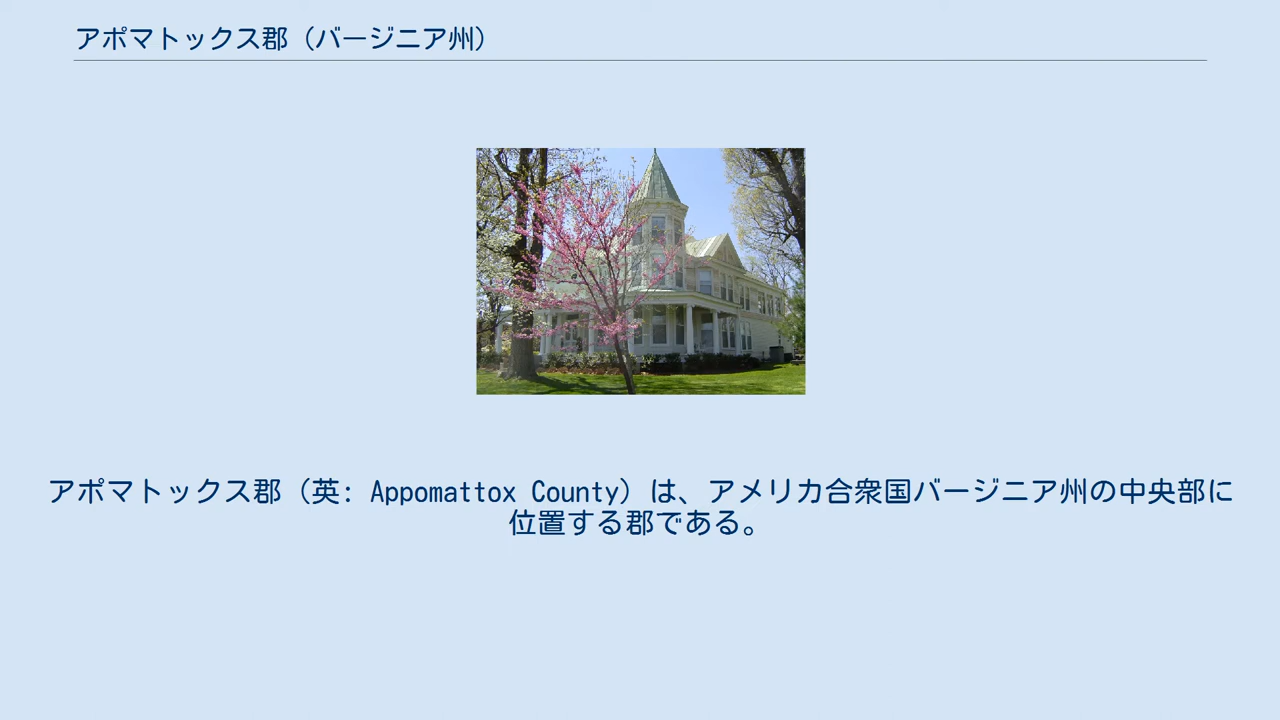 アポマトックス郡（バージニア州）
アポマトックス郡（英: Appomattox County）は、アメリカ合衆国バージニア州の中央部に
位置する郡である。